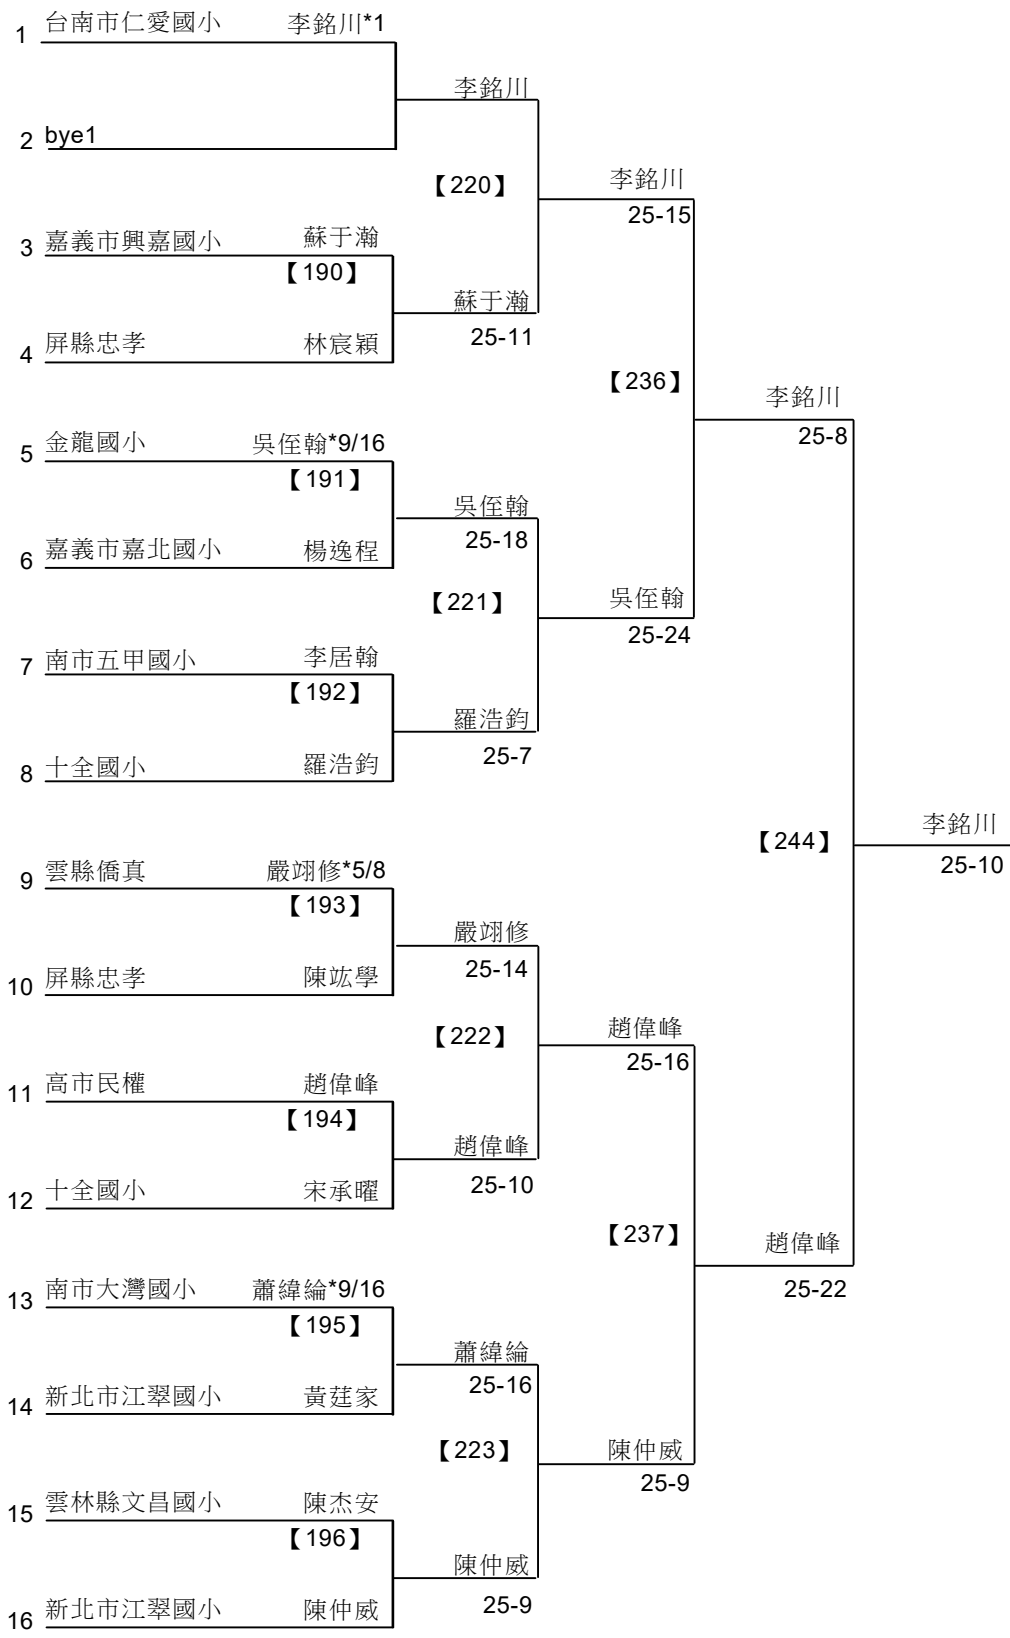 1 台南市仁愛國小 李銘川*1
李銘川
2 bye1
【220】 李銘川
25-15
3 嘉義市興嘉國小 蘇于瀚
【190】
蘇于瀚
4 屏縣忠孝 林宸穎 25-11
【236】 李銘川
5 金龍國小 吳侄翰*9/16 25-8
【191】
吳侄翰
6 嘉義市嘉北國小 楊逸程 25-18
【221】 吳侄翰
25-24
7 南市五甲國小 李居翰
【192】
羅浩鈞
8 十全國小 羅浩鈞 25-7
【244】 李銘川
25-10
9 雲縣僑真 嚴翊修*5/8
【193】
嚴翊修
10 屏縣忠孝 陳竑學 25-14
【222】 趙偉峰
25-16
11 高市民權 趙偉峰
【194】
趙偉峰
12 十全國小 宋承曜 25-10
【237】 趙偉峰
25-22
13 南市大灣國小 蕭緯綸*9/16
【195】
蕭緯綸
14 新北市江翠國小 黃莛家 25-16
【223】 陳仲威
25-9
15 雲林縣文昌國小 陳杰安
【196】
陳仲威
16 新北市江翠國小 陳仲威 25-9